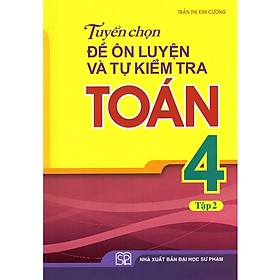 TRẦN THỊ KIM CƯƠNG
Tuyển chọn
ĐỀ ÔN LUYỆN
VÀ TỰ KIỂM TRA
TOÁN
4
Tập 2
NHÀ XUẤT BẢN ĐẠI HỌC SƯ PHẠM